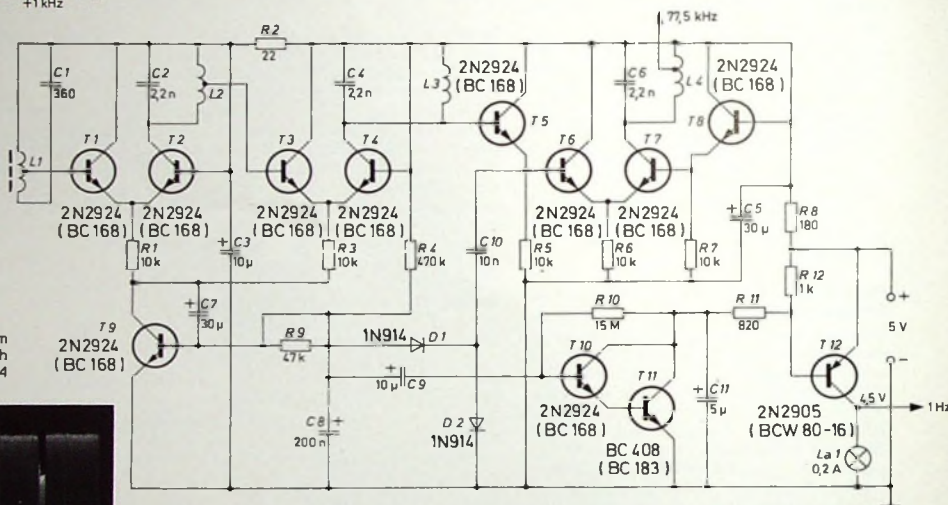 +1 kHz
77,5 kHz
R2
22
C1
360
C2
2,2n
L2
C4
2,2n
L3
2N2924
(BC 168)
C6
2,2n
L4
2N2924
(BC 168)
T5
T8
L1
T1
T2
T3
T4
T6
T7
2N2924
(BC 168)
2N2924
(BC 168)
2N2924
(BC 168)
2N2924
(BC 168)
2N2924
(BC 168)
2N2924
(BC 168)
R1
10k
+ C3
10µ
R3
10k
R4
470k
C10
10n
R5
10k
R6
10k
R7
10k
+ C5
30µ
R8
180
R12
1k
+
5 V
−
+ C7
30µ
T9
2N2924
(BC 168)
R9
47k
1N914 D1
R10
15M
R11
820
T10
T11
T12
+
10µ C9
C8 +
200n
D2
1N914
2N2924
(BC 168)
BC 408
(BC 183)
+ C11
5µ
2N2905
(BCW 80-16)
4,5 V
1 Hz
La 1
0,2 A
m
h
4